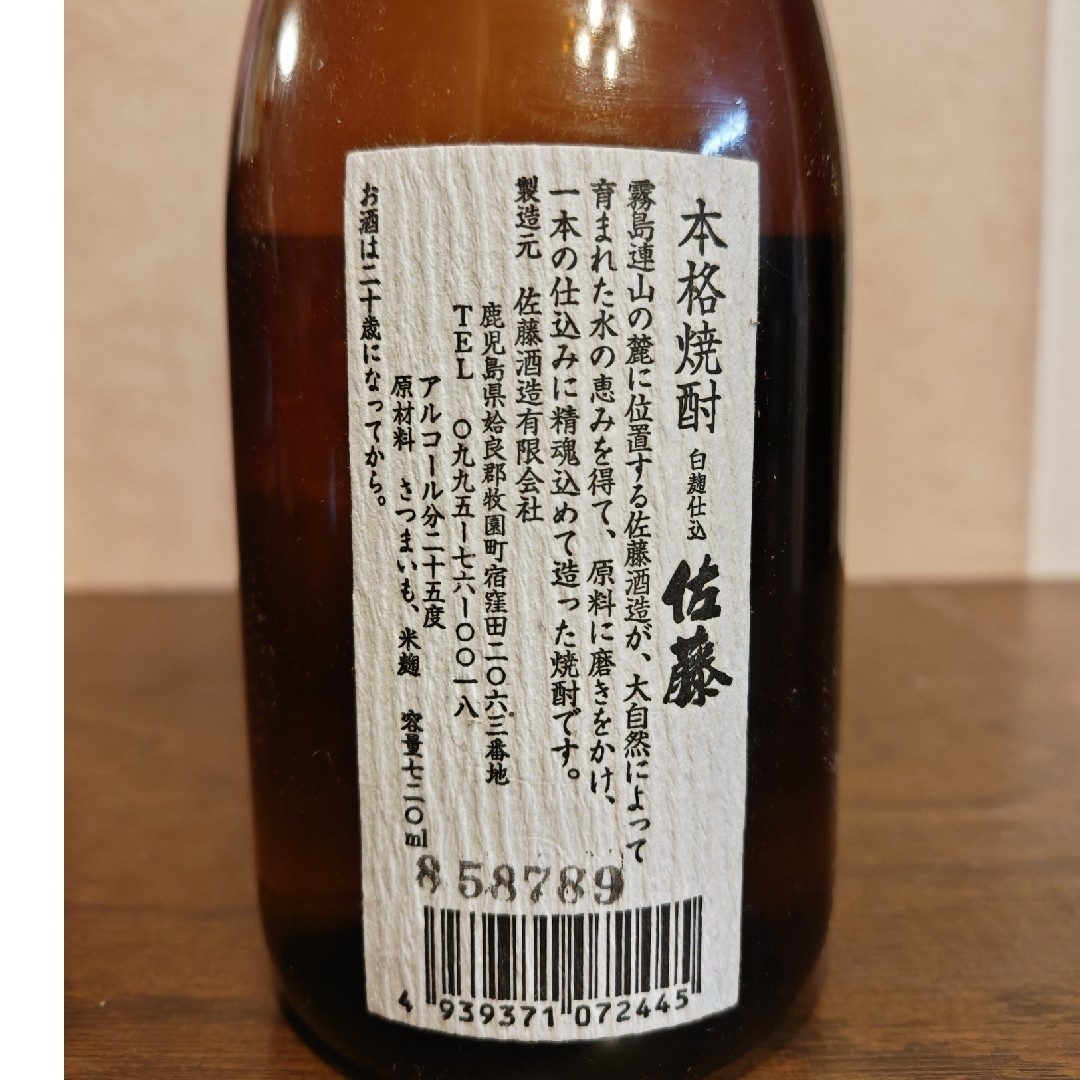 本格焼酎 白麹仕込 佐藤
霧島連山の麓に位置する佐藤酒造が、大自然によって
育まれた水の恵みを得て、原料に磨きをかけ、
一本の仕込みに精魂込めて造った焼酎です。
製造元 佐藤酒造有限会社
鹿児島県姶良郡牧園町宿窪田二〇六三番地
TEL 〇九九五ー七六ー〇〇一八
アルコール分二十五度
原材料 さつまいも、米麹 容量七二〇ml
お酒は二十歳になってから。
858789
4 939371 072445